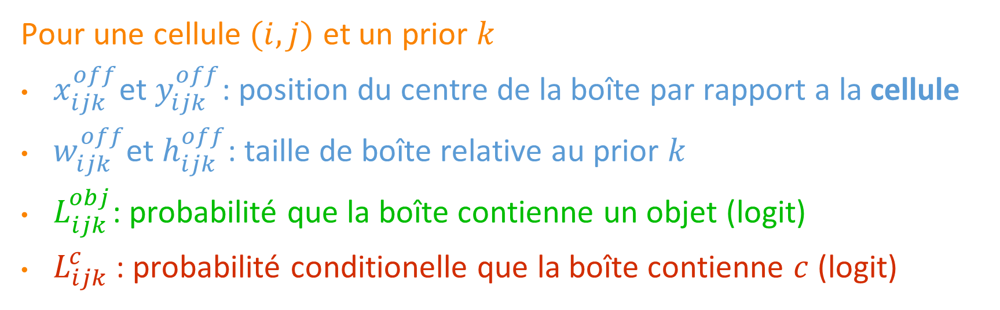 Pour une cellule (i, j) et un prior k
• x_{ijk}^{off} et y_{ijk}^{off} : position du centre de la boîte par rapport a la cellule
• w_{ijk}^{off} et h_{ijk}^{off} : taille de boîte relative au prior k
• L_{ijk}^{obj} : probabilité que la boîte contienne un objet (logit)
• L_{ijk}^{c} : probabilité conditionelle que la boîte contienne c (logit)